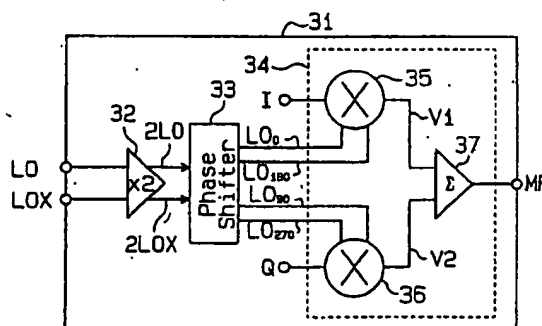 31
34
35
33
I
V1
32
2LO
LO0
37
LO
x2
Phase Shifter
LO180
Σ
LOX
LO90
2LOX
LO270
V2
Q
36